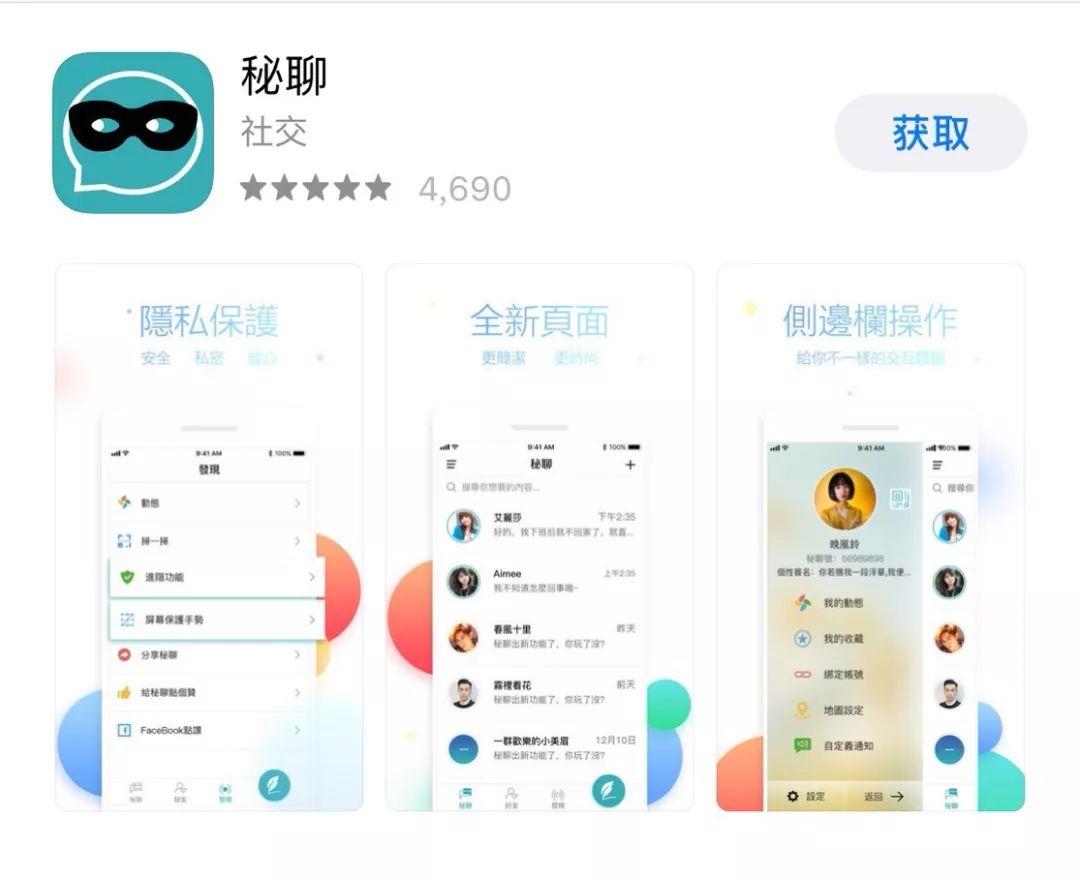 秘聊
社交
4,690
获取
隱私保護
安全 私密 放心
9:41 AM
100%
發現
動態
掃一掃
進階功能
屏幕保護手勢
分享秘聊
給秘聊點個贊
FaceBook點讚
秘聊
好友
發現
全新頁面
更簡潔 更時尚
9:41 AM
100%
秘聊
搜尋你想要的內容...
艾麗莎 下午2:35
好的，我下班后就不回家了，就直...
Aimee 上午2:35
我不知道怎麼回事嘞~
春風十里 昨天
秘聊出新功能了，你玩了沒?
霧裡看花 前天
秘聊出新功能了，你玩了沒?
一群歡樂的小美眉 12月10日
秘聊出新功能了，你玩了沒?
秘聊
好友
發現
側邊欄操作
給你不一樣的交互體驗
9:41 AM
100%
搜尋你
晚風鈴
秘聊號：56989898
個性簽名：你若賜我一段浮華,我便...
我的動態
我的收藏
綁定帳號
地圖設定
自定義通知
設定
返回
秘聊